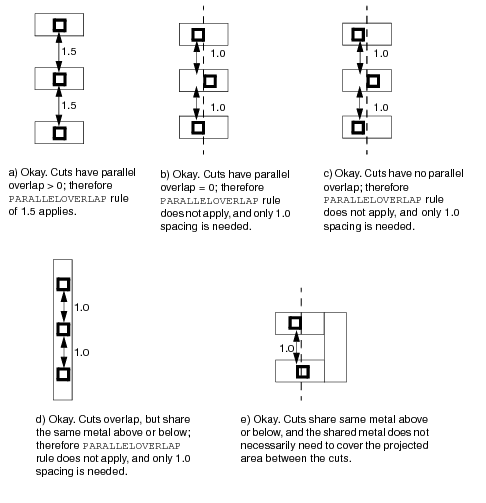 1.5
1.5
1.0
1.0
1.0
1.0
a) Okay. Cuts have parallel
overlap > 0; therefore
PARALLELOVERLAP rule
of 1.5 applies.
b) Okay. Cuts have parallel
overlap = 0; therefore
PARALLELOVERLAP rule
does not apply, and only 1.0
spacing is needed.
c) Okay. Cuts have no parallel
overlap; therefore
PARALLELOVERLAP rule
does not apply, and only 1.0
spacing is needed.
1.0
1.0
1.0
d) Okay. Cuts overlap, but share
the same metal above or below;
therefore PARALLELOVERLAP
rule does not apply, and only 1.0
spacing is needed.
e) Okay. Cuts share same metal above
or below, and the shared metal does not
necessarily need to cover the projected
area between the cuts.